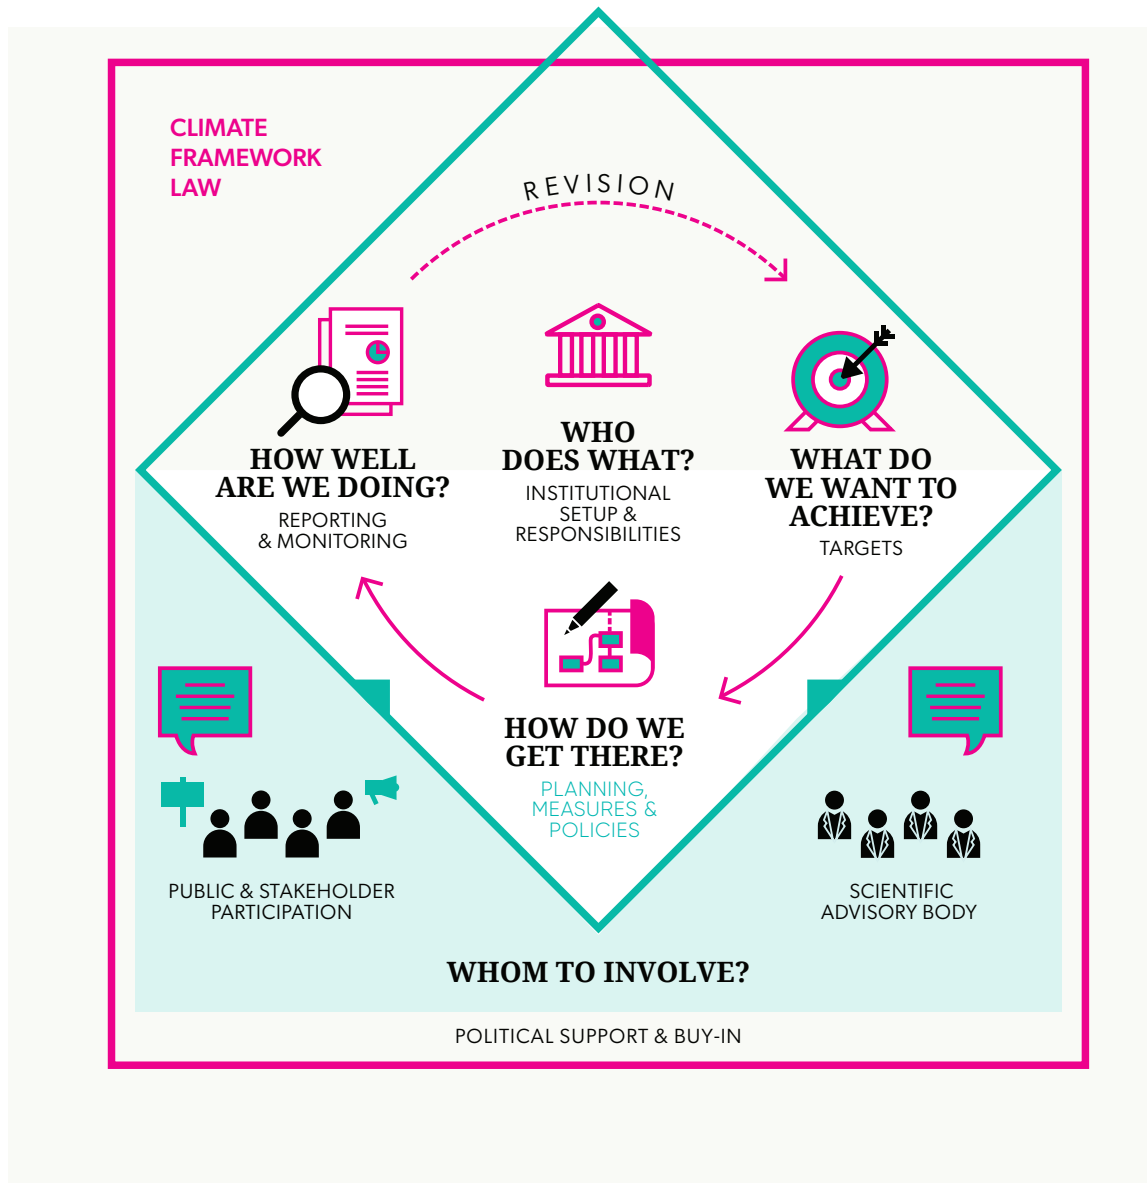 CLIMATE
FRAMEWORK
LAW
REVISION
HOW WELL
ARE WE DOING?
REPORTING
& MONITORING
WHO
DOES WHAT?
INSTITUTIONAL
SETUP &
RESPONSIBILITIES
WHAT DO
WE WANT TO
ACHIEVE?
TARGETS
HOW DO WE
GET THERE?
PLANNING,
MEASURES &
POLICIES
PUBLIC & STAKEHOLDER
PARTICIPATION
SCIENTIFIC
ADVISORY BODY
WHOM TO INVOLVE?
POLITICAL SUPPORT & BUY-IN